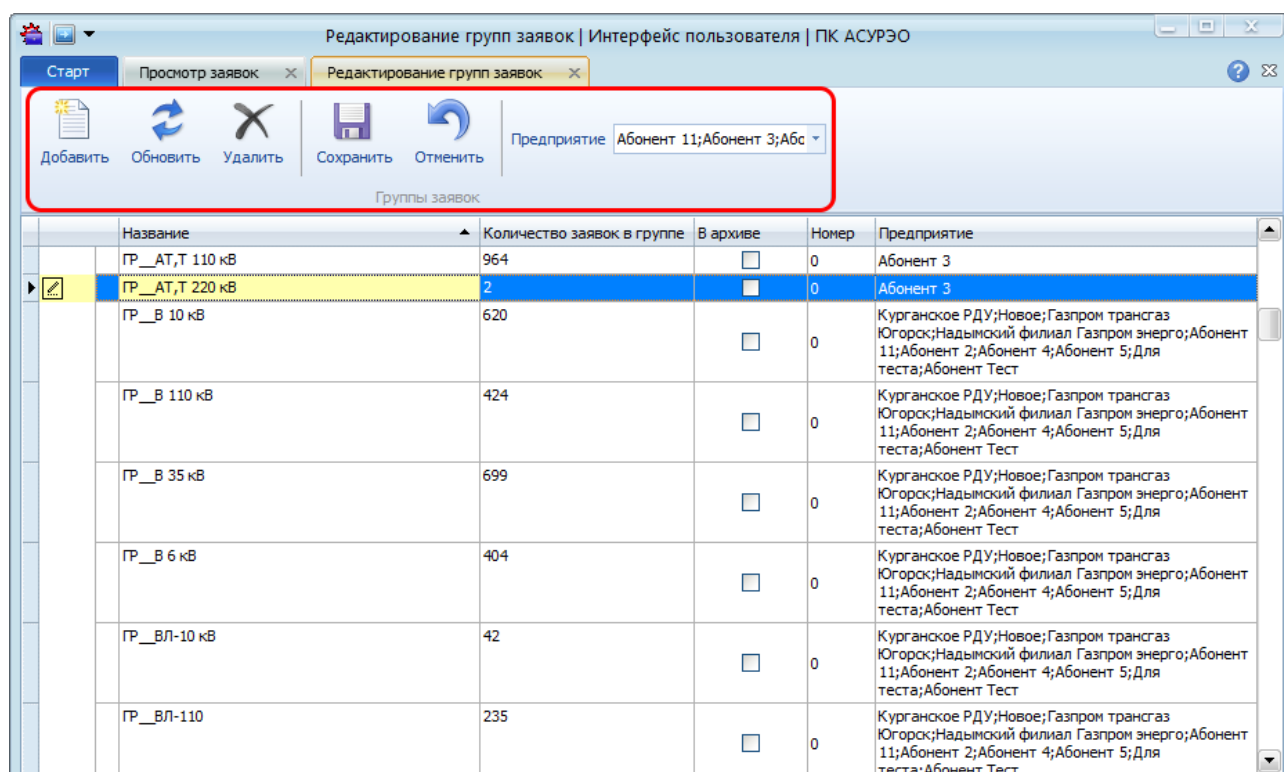 Редактирование групп заявок | Интерфейс пользователя | ПК АСУРЭО
Старт
Просмотр заявок
Редактирование групп заявок
Добавить
Обновить
Удалить
Сохранить
Отменить
Предприятие
Абонент 11;Абонент 3;Або
Группы заявок
Название
Количество заявок в группе
В архиве
Номер
Предприятие
ГР__АТ,Т 110 кВ
964
0
Абонент 3
ГР__АТ,Т 220 кВ
2
0
Абонент 3
ГР__В 10 кВ
620
0
Курганское РДУ;Новое;Газпром трансгаз
Югорск;Надымский филиал Газпром энерго;Абонент
11;Абонент 2;Абонент 4;Абонент 5;Для
теста;Абонент Тест
ГР__В 110 кВ
424
0
Курганское РДУ;Новое;Газпром трансгаз
Югорск;Надымский филиал Газпром энерго;Абонент
11;Абонент 2;Абонент 4;Абонент 5;Для
теста;Абонент Тест
ГР__В 35 кВ
699
0
Курганское РДУ;Новое;Газпром трансгаз
Югорск;Надымский филиал Газпром энерго;Абонент
11;Абонент 2;Абонент 4;Абонент 5;Для
теста;Абонент Тест
ГР__В 6 кВ
404
0
Курганское РДУ;Новое;Газпром трансгаз
Югорск;Надымский филиал Газпром энерго;Абонент
11;Абонент 2;Абонент 4;Абонент 5;Для
теста;Абонент Тест
ГР__ВЛ-10 кВ
42
0
Курганское РДУ;Новое;Газпром трансгаз
Югорск;Надымский филиал Газпром энерго;Абонент
11;Абонент 2;Абонент 4;Абонент 5;Для
теста;Абонент Тест
ГР__ВЛ-110
235
0
Курганское РДУ;Новое;Газпром трансгаз
Югорск;Надымский филиал Газпром энерго;Абонент
11;Абонент 2;Абонент 4;Абонент 5;Для
теста;Абонент Тест